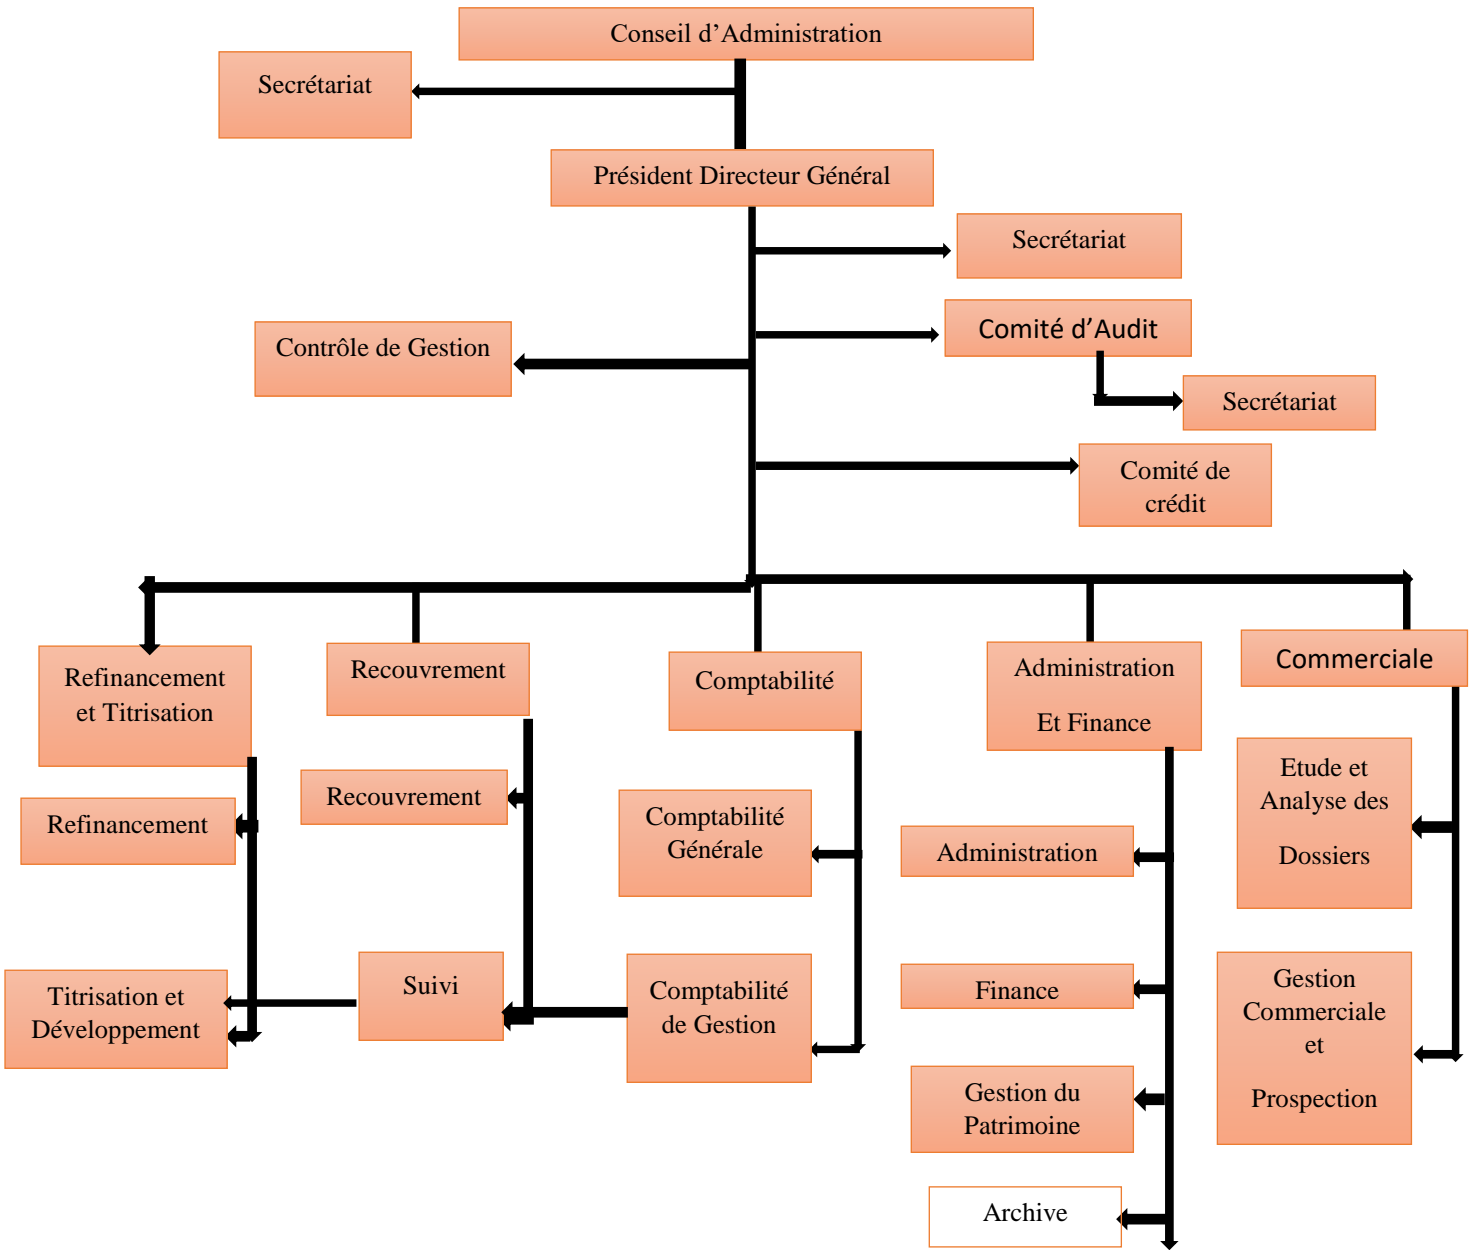 Conseil d’Administration
Secrétariat
Président Directeur Général
Secrétariat
Comité d’Audit
Contrôle de Gestion
Secrétariat
Comité de
crédit
Refinancement
et Titrisation
Recouvrement
Comptabilité
Administration
Et Finance
Commerciale
Refinancement
Recouvrement
Comptabilité
Générale
Administration
Etude et
Analyse des
Dossiers
Titrisation et
Développement
Suivi
Comptabilité
de Gestion
Finance
Gestion
Commerciale
et
Prospection
Gestion du
Patrimoine
Archive